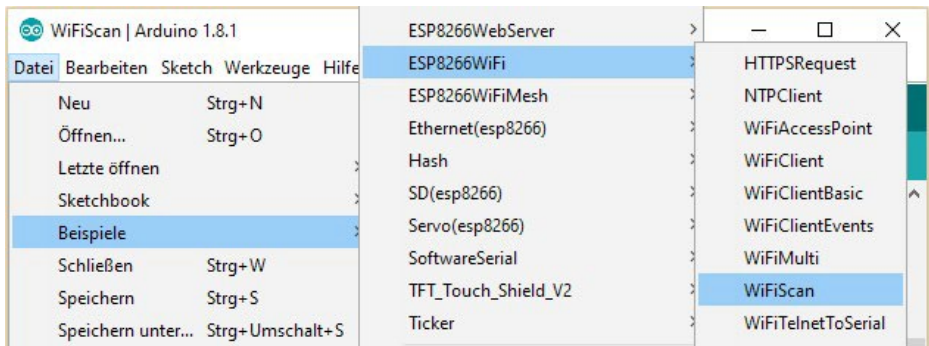 WiFiScan | Arduino 1.8.1
Datei Bearbeiten Sketch Werkzeuge Hilfe
Neu Strg+N
Öffnen... Strg+O
Letzte öffnen
Sketchbook
Beispiele
Schließen Strg+W
Speichern Strg+S
Speichern unter... Strg+Umschalt+S
ESP8266WebServer
ESP8266WiFi
ESP8266WiFiMesh
Ethernet(esp8266)
Hash
SD(esp8266)
Servo(esp8266)
SoftwareSerial
TFT_Touch_Shield_V2
Ticker
HTTPSRequest
NTPClient
WiFiAccessPoint
WiFiClient
WiFiClientBasic
WiFiClientEvents
WiFiMulti
WiFiScan
WiFiTelnetToSerial